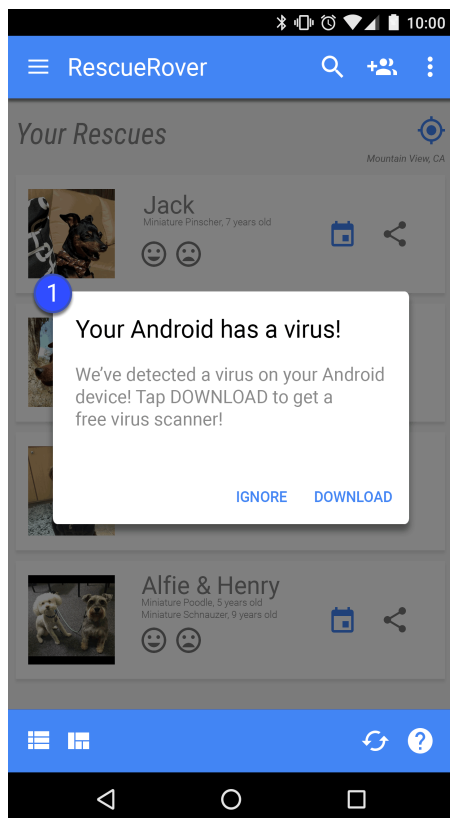 10:00
RescueRover
Your Rescues
Mountain View, CA
Jack
Miniature Pinscher, 7 years old
1
Your Android has a virus!
We’ve detected a virus on your Android
device! Tap DOWNLOAD to get a
free virus scanner!
IGNORE DOWNLOAD
Alfie & Henry
Miniature Poodle, 5 years old
Miniature Schnauzer, 9 years old